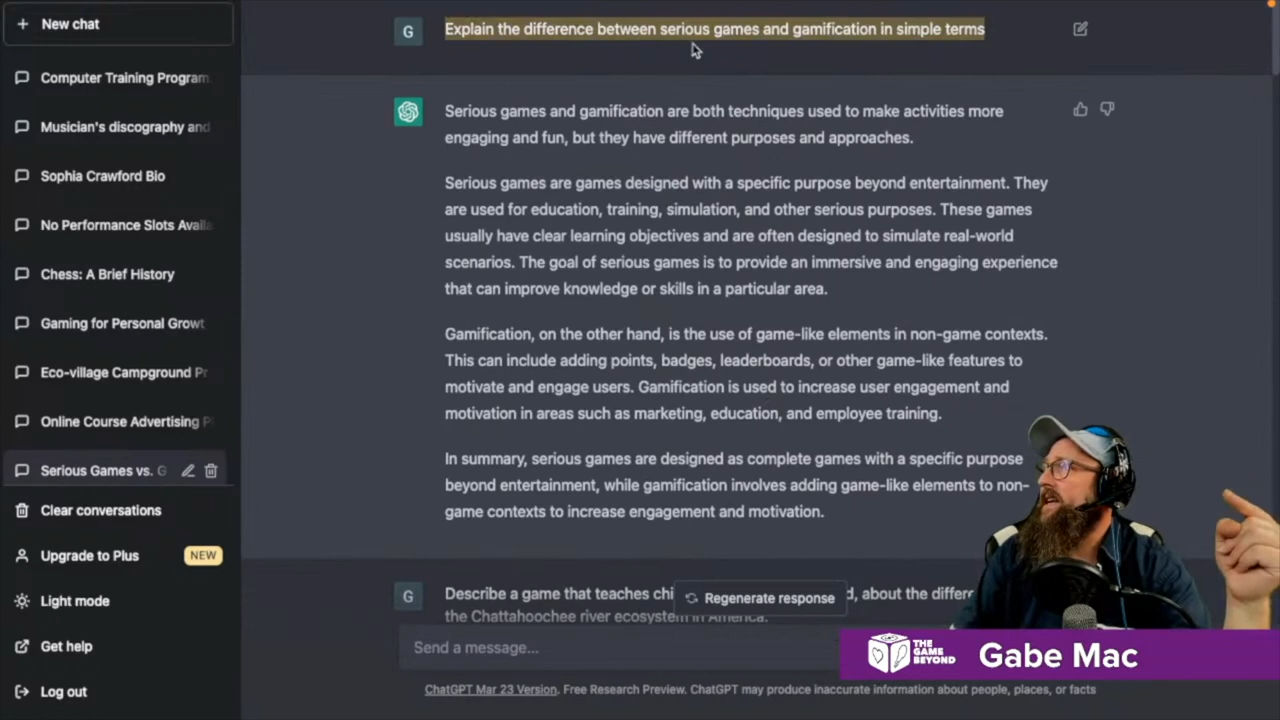 New chat
Computer Training Program
Musician's discography and
Sophia Crawford Bio
No Performance Slots Availa
Chess: A Brief History
Gaming for Personal Growt
Eco-village Campground Pr
Online Course Advertising P
Serious Games vs. G
Clear conversations
Upgrade to Plus
NEW
Light mode
Get help
Log out
G
Explain the difference between serious games and gamification in simple terms
Serious games and gamification are both techniques used to make activities more
engaging and fun, but they have different purposes and approaches.
Serious games are games designed with a specific purpose beyond entertainment. They
are used for education, training, simulation, and other serious purposes. These games
usually have clear learning objectives and are often designed to simulate real-world
scenarios. The goal of serious games is to provide an immersive and engaging experience
that can improve knowledge or skills in a particular area.
Gamification, on the other hand, is the use of game-like elements in non-game contexts.
This can include adding points, badges, leaderboards, or other game-like features to
motivate and engage users. Gamification is used to increase user engagement and
motivation in areas such as marketing, education, and employee training.
In summary, serious games are designed as complete games with a specific purpose
beyond entertainment, while gamification involves adding game-like elements to non-
game contexts to increase engagement and motivation.
G
Describe a game that teaches chi d, about the differe
the Chattahoochee river ecosystem in America.
Regenerate response
Send a message...
THE
GAME
BEYOND
Gabe Mac
ChatGPT Mar 23 Version. Free Research Preview. ChatGPT may produce inaccurate information about people, places, or facts